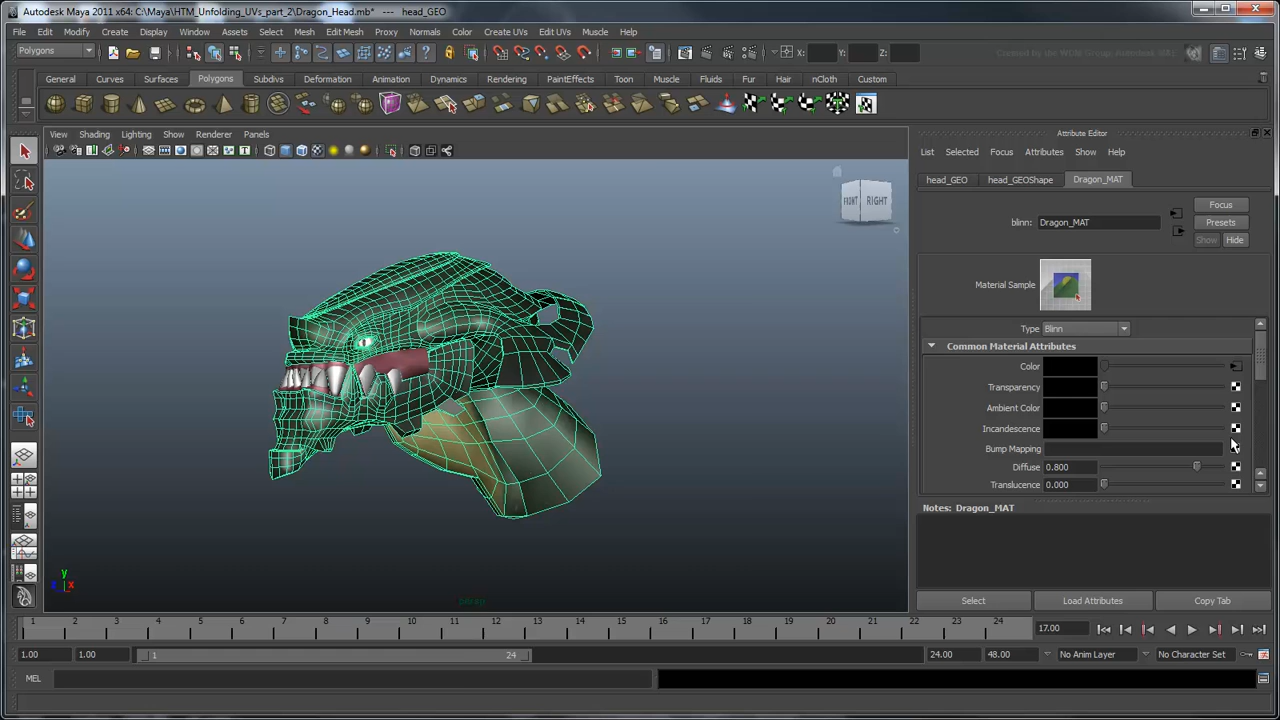 Autodesk Maya 2011 x64: C:\Maya\HTM_Unfolding_UVs_part_2\Dragon_Head.mb* --- head_GEO
File Edit Modify Create Display Window Assets Select Mesh Edit Mesh Proxy Normals Color Create UVs Edit UVs Muscle Help
Polygons X: Y: Z:
General Curves Surfaces Polygons Subdivs Deformation Animation Dynamics Rendering PaintEffects Toon Muscle Fluids Fur Hair nCloth Custom
View Shading Lighting Show Renderer Panels
Attribute Editor
List Selected Focus Attributes Show Help
head_GEO head_GEOShape Dragon_MAT
FRONT RIGHT
Focus
blinn: Dragon_MAT Presets
Show Hide
Material Sample
Type Blinn
Common Material Attributes
Color
Transparency
Ambient Color
Incandescence
Bump Mapping
Diffuse 0.800
Translucence 0.000
Notes: Dragon_MAT
y
x
persp
Select Load Attributes Copy Tab
1 2 3 4 5 6 7 8 9 10 11 12 13 14 15 16 17 18 19 20 21 22 23 24 17.00
1.00 1.00 1 24 24.00 48.00 No Anim Layer No Character Set
MEL